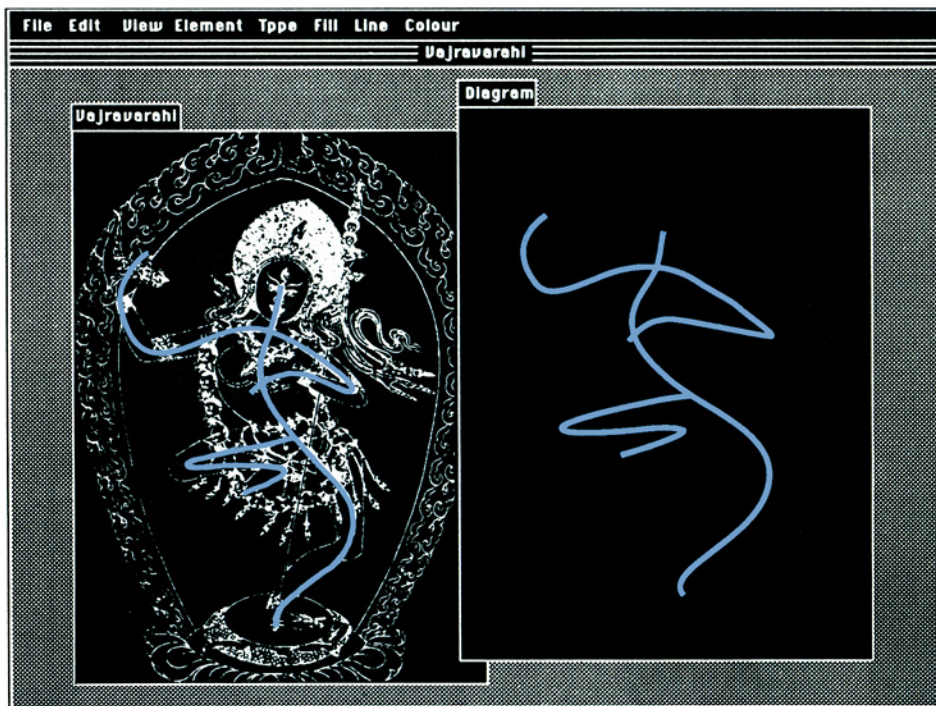 File Edit View Element Type Fill Line Colour
Vajravarahi
Vajravarahi
Diagram